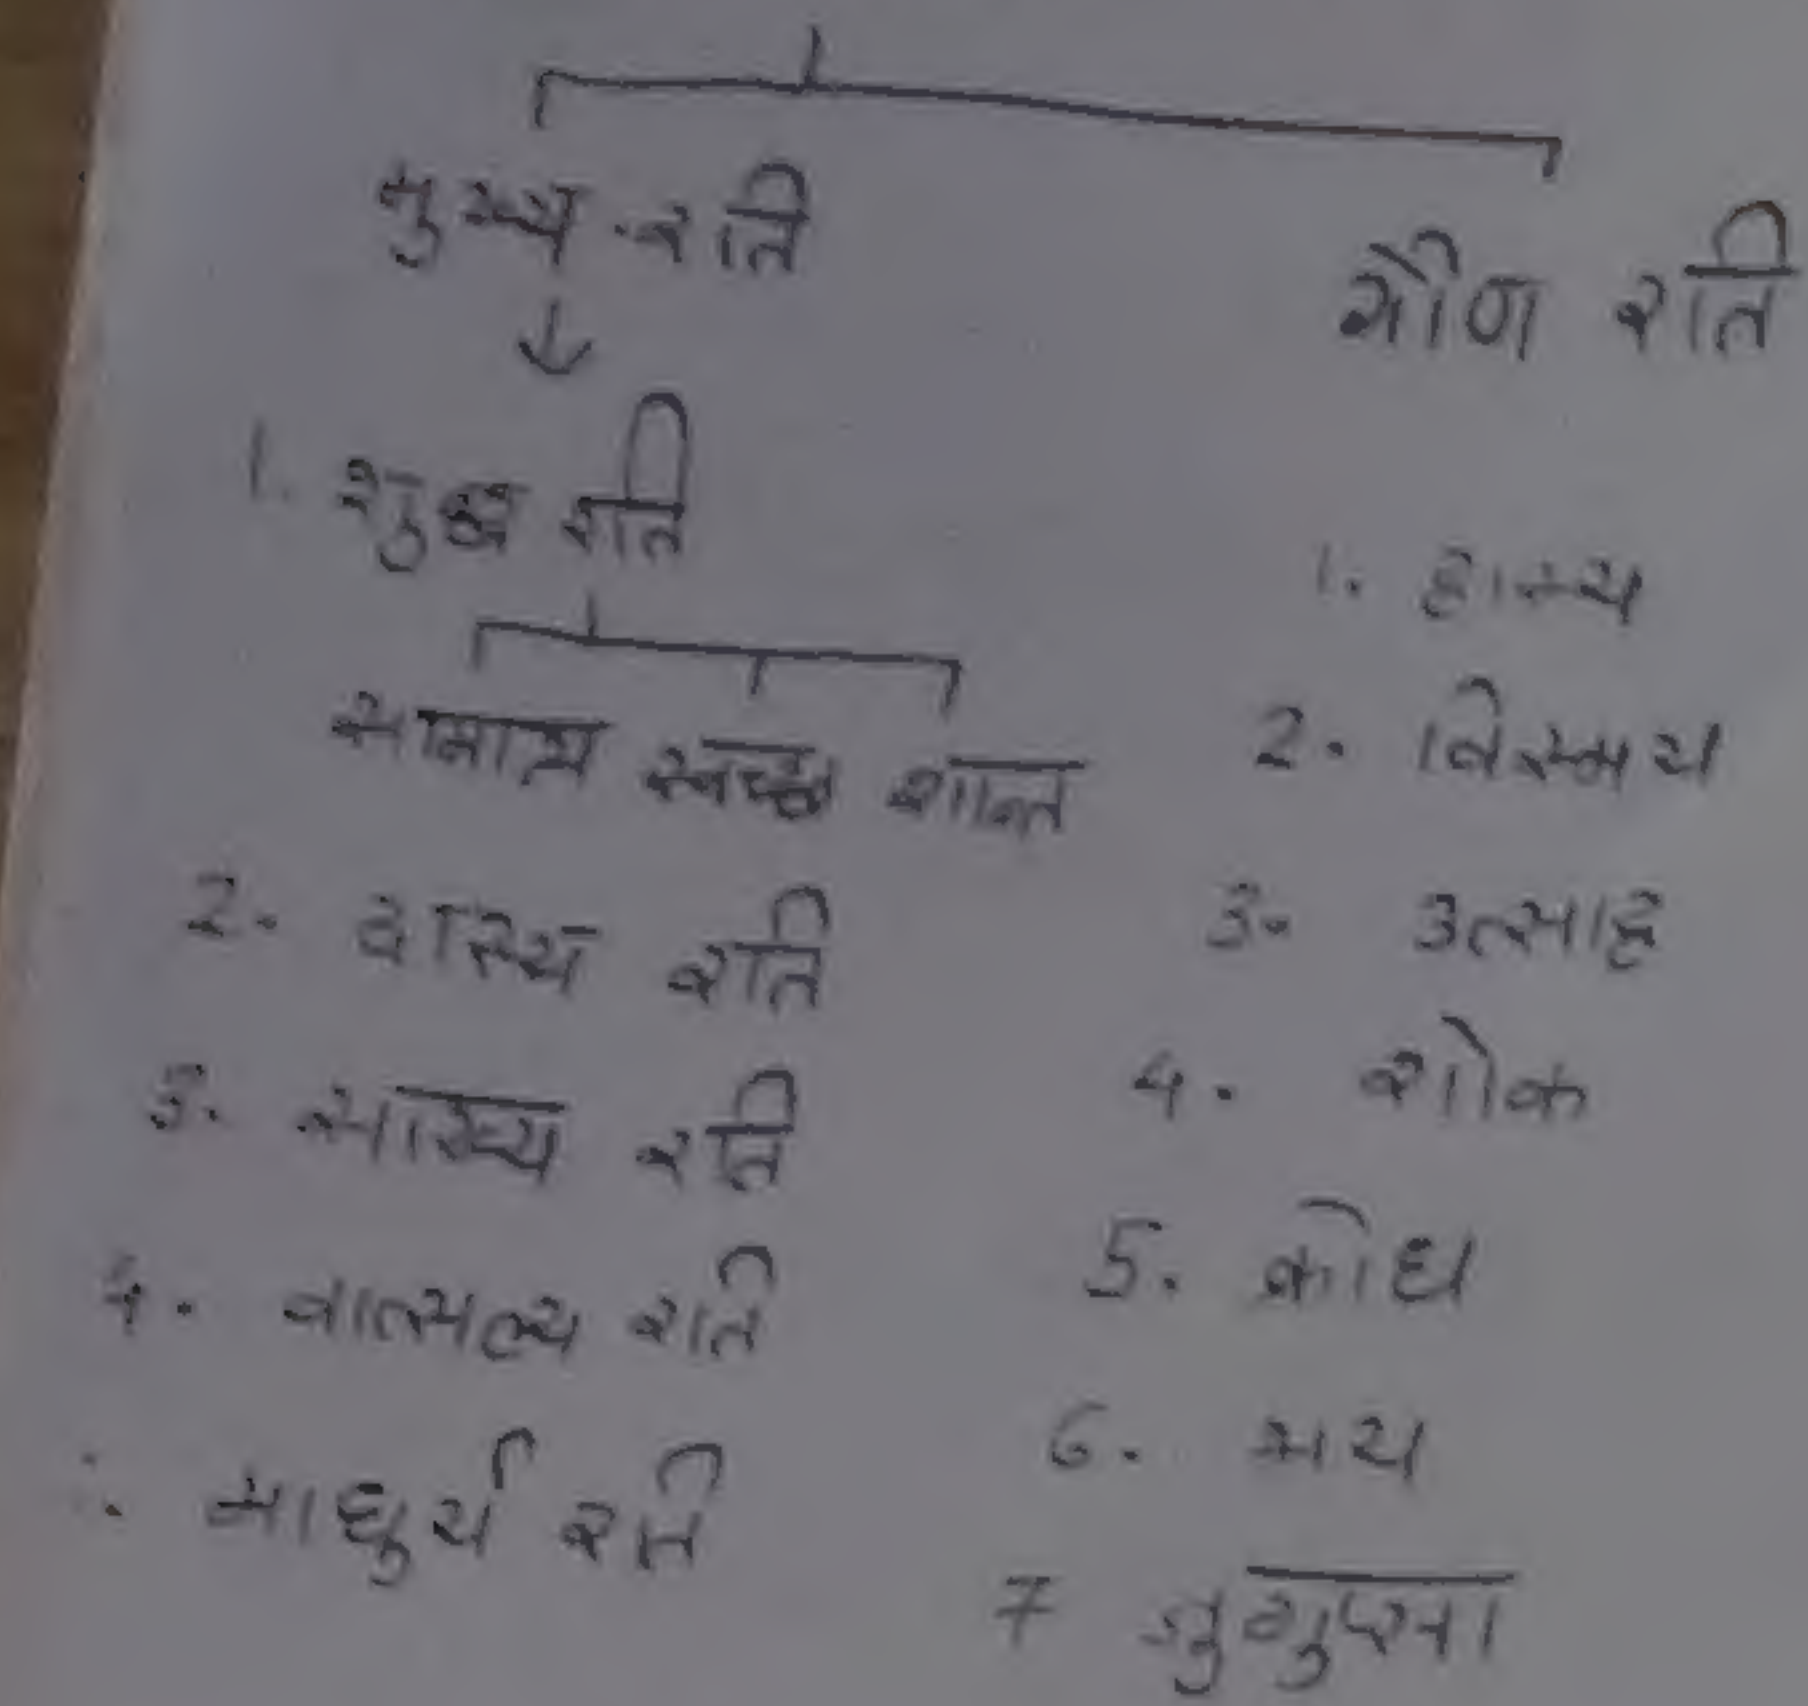 मुख्य रति
गौण रति
↓
1. शुद्ध रति
सामान्य स्वच्छ शान्त
2. दास्य रति
3. साख्य रति
4. वात्सल्य रति
माधुर्य रति
1. हास्य
2. विस्मय
3. उत्साह
4. शोक
5. क्रोध
6. भय
7 जुगुप्सा